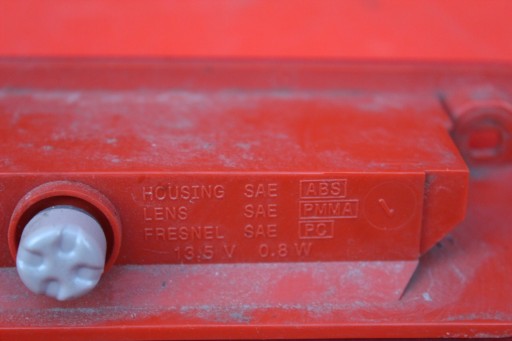 HOUSING SAE ABS
LENS SAE PMMA
FRESNEL SAE PC
13.5 V 0.8 W